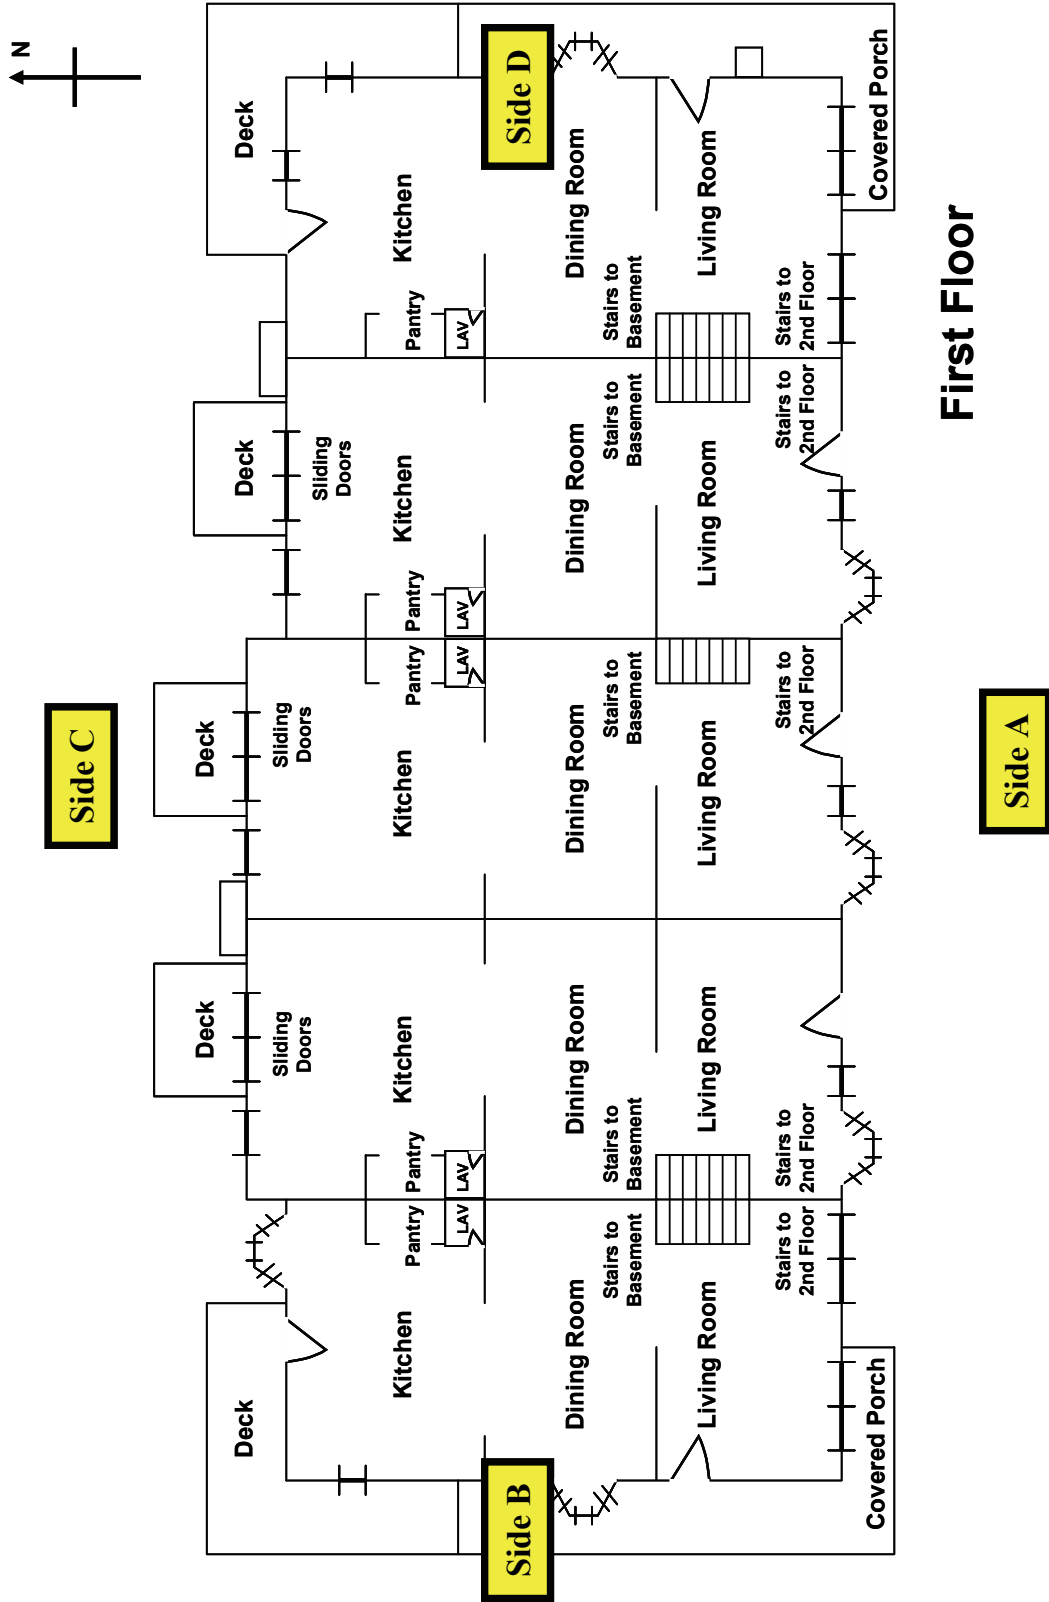 N
Side C
Deck
Deck
Deck
Deck
Deck
Sliding
Doors
Sliding
Doors
Sliding
Doors
Kitchen
Kitchen
Kitchen
Kitchen
Kitchen
Pantry
Pantry
Pantry
Pantry
Pantry
LAV
LAV
LAV
LAV
LAV
Side B
Side D
Dining Room
Dining Room
Dining Room
Dining Room
Dining Room
Stairs to
Basement
Stairs to
Basement
Stairs to
Basement
Stairs to
Basement
Stairs to
Basement
Living Room
Living Room
Living Room
Living Room
Living Room
Stairs to
2nd Floor
Stairs to
2nd Floor
Stairs to
2nd Floor
Stairs to
2nd Floor
Stairs to
2nd Floor
Covered Porch
Covered Porch
First Floor
Side A